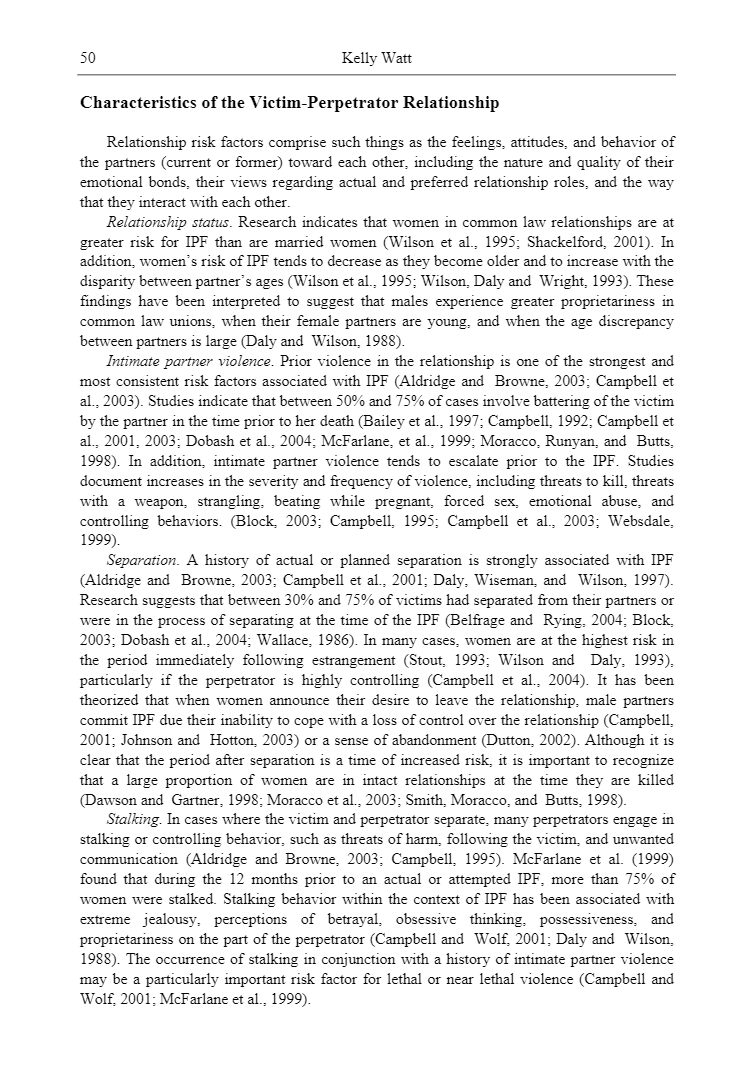 50
Kelly Watt
Characteristics of the Victim-Perpetrator Relationship
Relationship risk factors comprise such things as the feelings, attitudes, and behavior of
the partners (current or former) toward each other, including the nature and quality of their
emotional bonds, their views regarding actual and preferred relationship roles, and the way
that they interact with each other.
Relationship status. Research indicates that women in common law relationships are at
greater risk for IPF than are married women (Wilson et al., 1995; Shackelford, 2001). In
addition, women's risk of IPF tends to decrease as they become older and to increase with the
disparity between partner's ages (Wilson et al., 1995; Wilson, Daly and Wright, 1993). These
findings have been interpreted to suggest that males experience greater proprietariness in
common law unions, when their female partners are young, and when the age discrepancy
between partners is large (Daly and Wilson, 1988).
Intimate partner violence. Prior violence in the relationship is one of the strongest and
most consistent risk factors associated with IPF (Aldridge and Browne, 2003; Campbell et
al., 2003). Studies indicate that between 50% and 75% of cases involve battering of the victim
by the partner in the time prior to her death (Bailey et al., 1997; Campbell, 1992; Campbell et
al., 2001, 2003; Dobash et al., 2004; McFarlane, et al., 1999; Moracco, Runyan, and Butts,
1998). In addition, intimate partner violence tends to escalate prior to the IPF. Studies
document increases in the severity and frequency of violence, including threats to kill, threats
with a weapon, strangling, beating while pregnant, forced sex, emotional abuse, and
controlling behaviors. (Block, 2003; Campbell, 1995; Campbell et al., 2003; Websdale,
1999).
Separation. A history of actual or planned separation is strongly associated with IPF
(Aldridge and Browne, 2003; Campbell et al., 2001; Daly, Wiseman, and Wilson, 1997).
Research suggests that between 30% and 75% of victims had separated from their partners or
were in the process of separating at the time of the IPF (Belfrage and Rying, 2004; Block,
2003; Dobash et al., 2004; Wallace, 1986). In many cases, women are at the highest risk in
the period immediately following estrangement (Stout, 1993; Wilson and Daly, 1993),
particularly if the perpetrator is highly controlling (Campbell et al., 2004). It has been
theorized that when women announce their desire to leave the relationship, male partners
commit IPF due their inability to cope with a loss of control over the relationship (Campbell,
2001; Johnson and Hotton, 2003) or a sense of abandonment (Dutton, 2002). Although it is
clear that the period after separation is a time of increased risk, it is important to recognize
that a large proportion of women are in intact relationships at the time they are killed
(Dawson and Gartner, 1998; Moracco et al., 2003; Smith, Moracco, and Butts, 1998).
Stalking. In cases where the victim and perpetrator separate, many perpetrators engage in
stalking or controlling behavior, such as threats of harm, following the victim, and unwanted
communication (Aldridge and Browne, 2003; Campbell, 1995). McFarlane et al. (1999)
found that during the 12 months prior to an actual or attempted IPF, more than 75% of
women were stalked. Stalking behavior within the context of IPF has been associated with
extreme jealousy, perceptions of betrayal, obsessive thinking, possessiveness, and
proprietariness on the part of the perpetrator (Campbell and Wolf, 2001; Daly and Wilson,
1988). The occurrence of stalking in conjunction with a history of intimate partner violence
may be a particularly important risk factor for lethal or near lethal violence (Campbell and
Wolf, 2001; McFarlane et al., 1999).